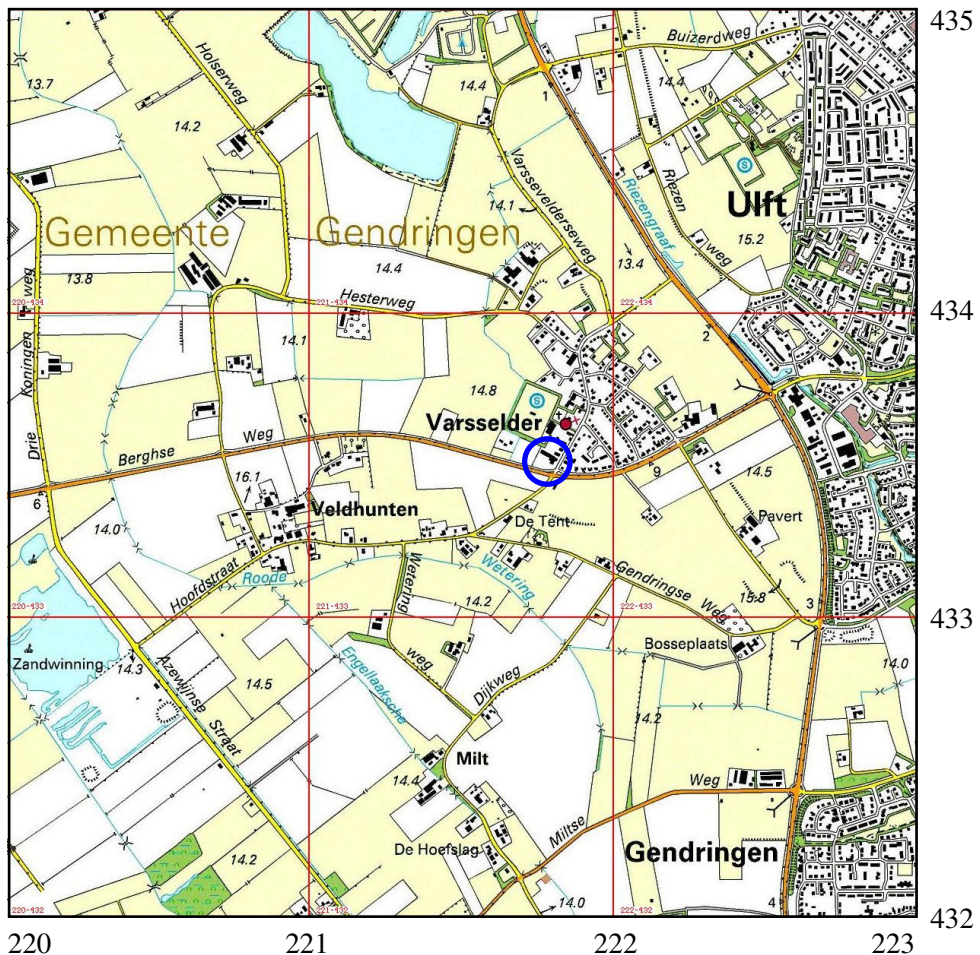 435
Buizerdweg
Holserweg
13.7
14.4
14.4
1
14.2
Varssevelderseweg
Riezen
weg
14.1
Riezengraaf
Ulft
Gemeente
Gendringen
15.2
13.8
14.4
13.4
Hesterweg
220-434
221-434
222-434
434
Drie
Koningen
weg
14.1
2
14.8
Varsselder
Berghse
Weg
9
14.5
16.1
6
Veldhunten
14.0
De Tent
Pavert
Hoofdstraat
Roode
Wetering
Wetering
weg
Gendringse
Weg
14.2
15.8
3
220-433
221-433
222-433
433
Zandwinning
14.3
Azewijnse
Straat
14.5
Engellaaksche
Dijkweg
Bosseplaats
14.0
14.2
Milt
14.4
Weg
Miltse
De Hoefslag
Gendringen
14.2
14.0
4
220-432
221-432
222-432
432
220
221
222
223